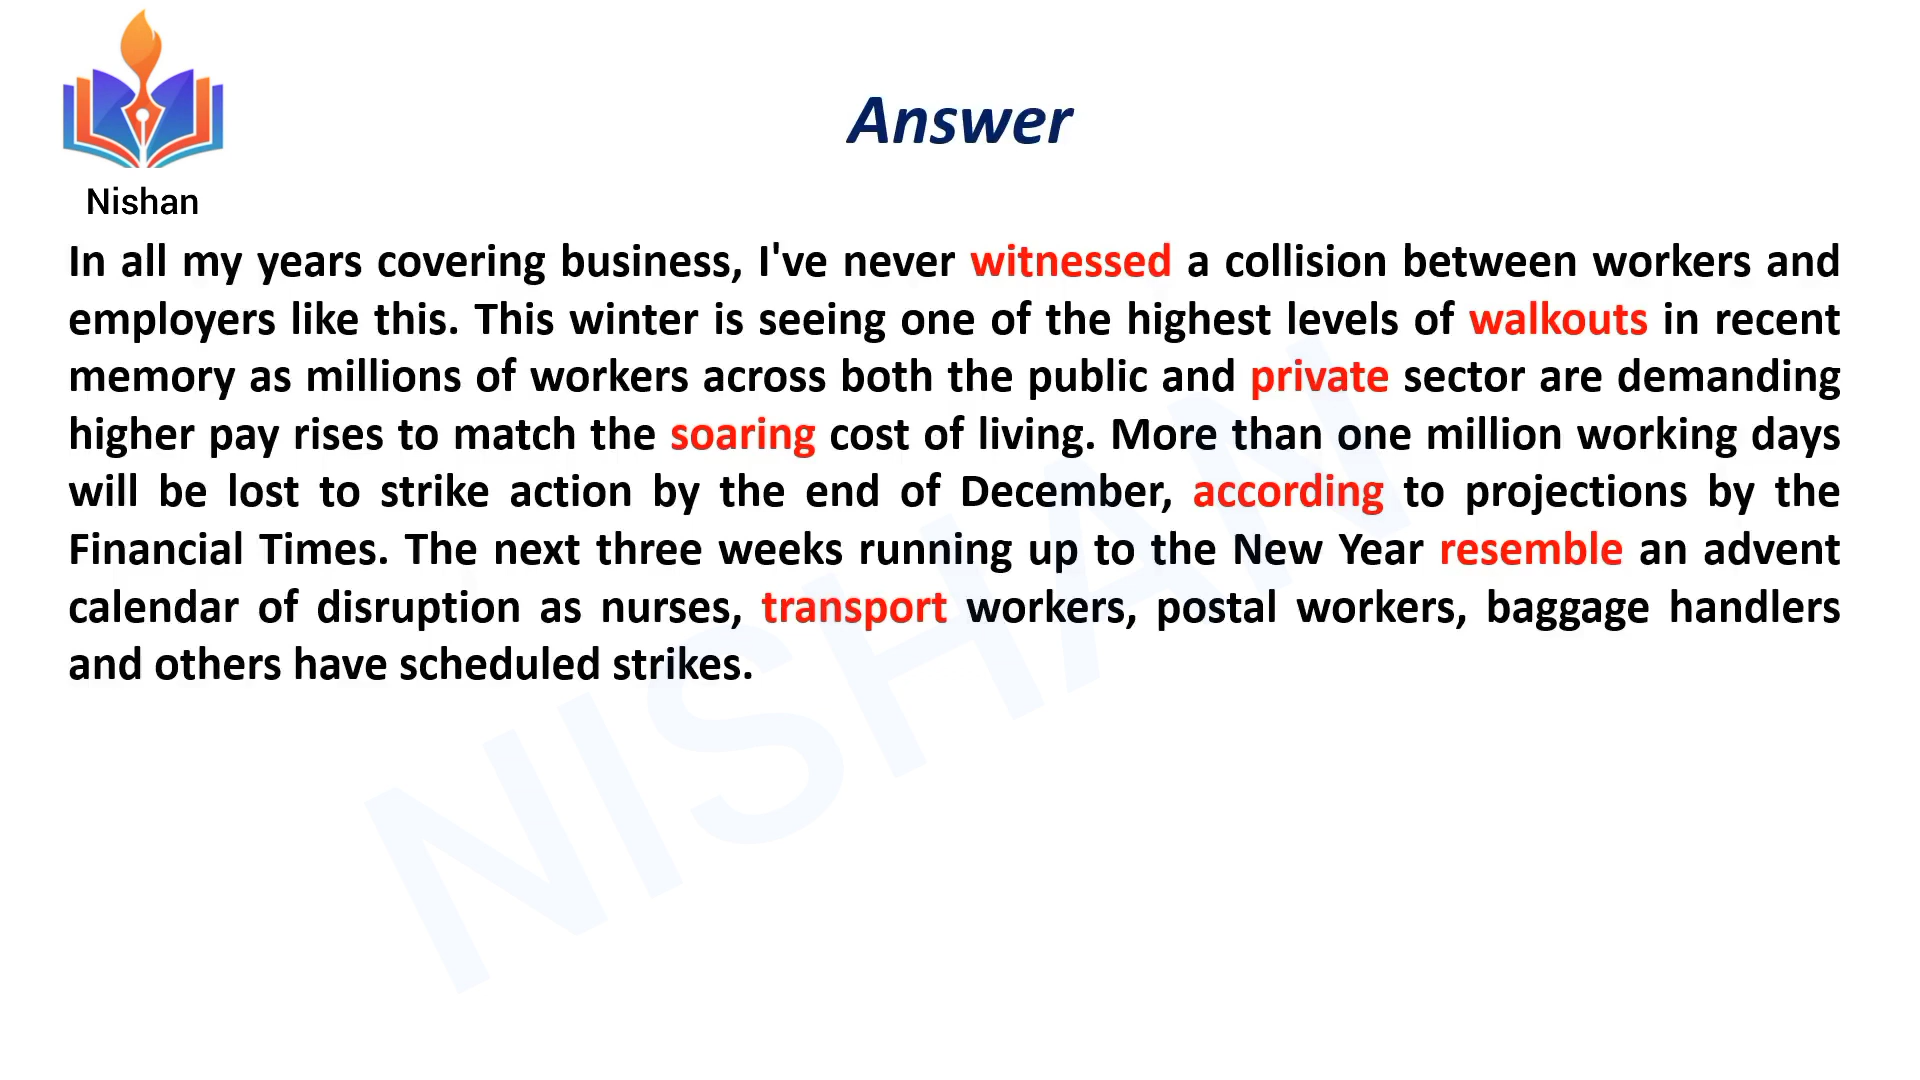 Answer
Nishan
In all my years covering business, I've never witnessed a collision between workers and
employers like this. This winter is seeing one of the highest levels of walkouts in recent
memory as millions of workers across both the public and private sector are demanding
higher pay rises to match the soaring cost of living. More than one million working days
will be lost to strike action by the end of December, according to projections by the
Financial Times. The next three weeks running up to the New Year resemble an advent
calendar of disruption as nurses, transport workers, postal workers, baggage handlers
and others have scheduled strikes.
NISHAN